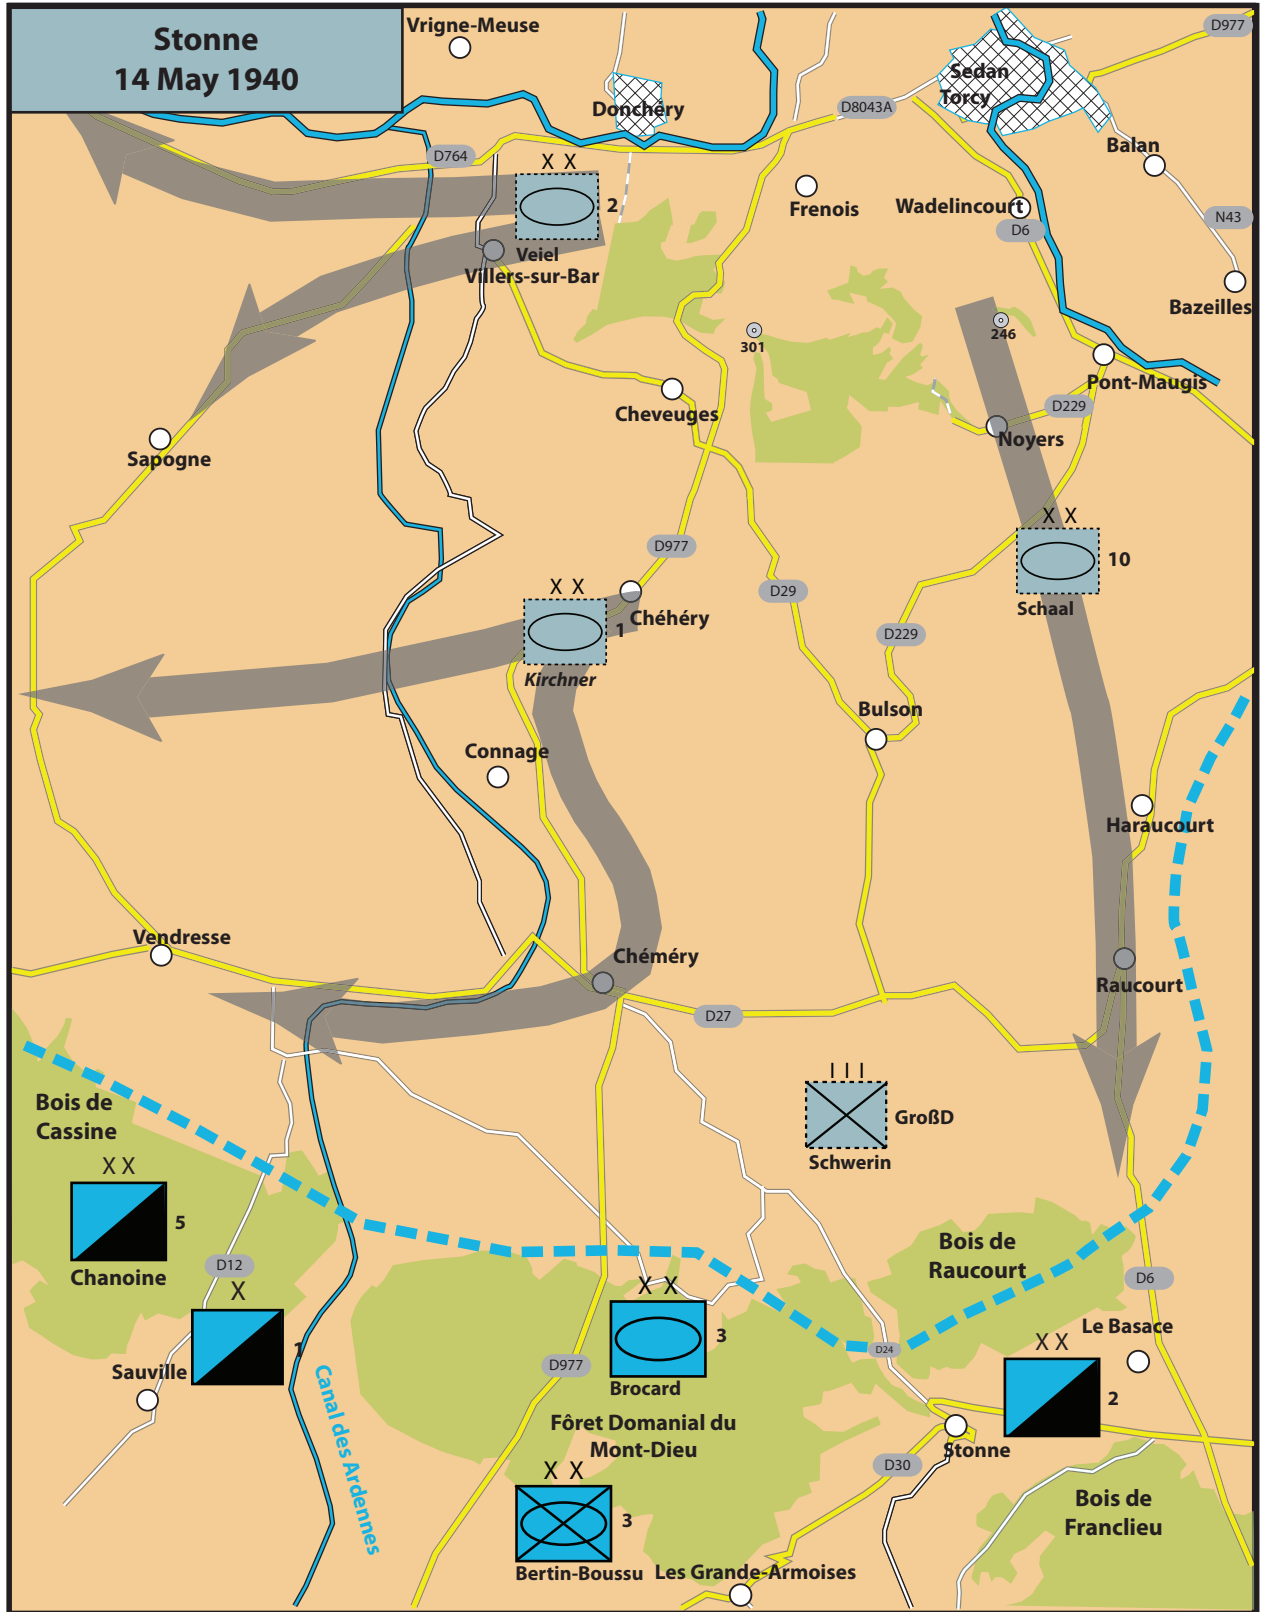 Stonne
14 May 1940
Vrigne-Meuse
D977
Sedan
Torcy
Donchéry
D8043A
Balan
D764
X X
2
Veiel
Villers-sur-Bar
Frenois
Wadelincourt
D6
N43
Bazeilles
301
246
Pont-Maugis
Cheveuges
D229
Noyers
Sapogne
X X
10
Schaal
D977
X X
1
Chéhéry
Kirchner
D29
D229
Bulson
Connage
Haraucourt
Vendresse
Chéméry
Raucourt
D27
I I I
GroßD
Schwerin
Bois de
Cassine
X X
5
Chanoine
D12
X
1
Sauville
Canal des Ardennes
Bois de
Raucourt
D6
X X
3
Brocard
D977
D24
Le Basace
X X
2
Fôret Domanial du
Mont-Dieu
Stonne
D30
X X
3
Bertin-Boussu
Les Grande-Armoises
Bois de
Franclieu